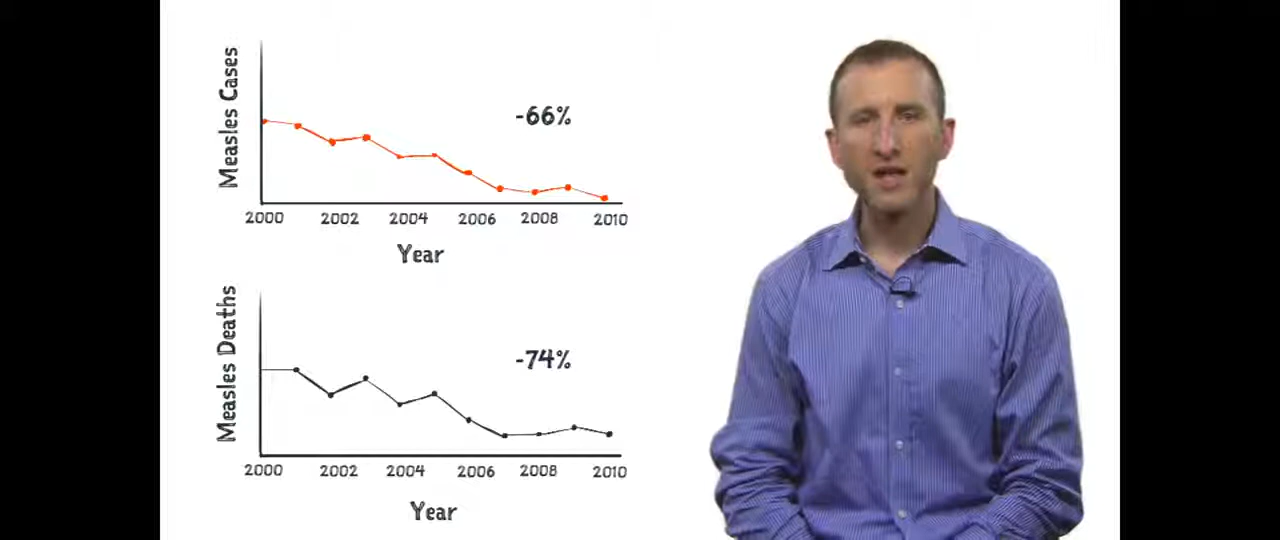 Measles Cases
-66%
2000 2002 2004 2006 2008 2010
Year
Measles Deaths
-74%
2000 2002 2004 2006 2008 2010
Year